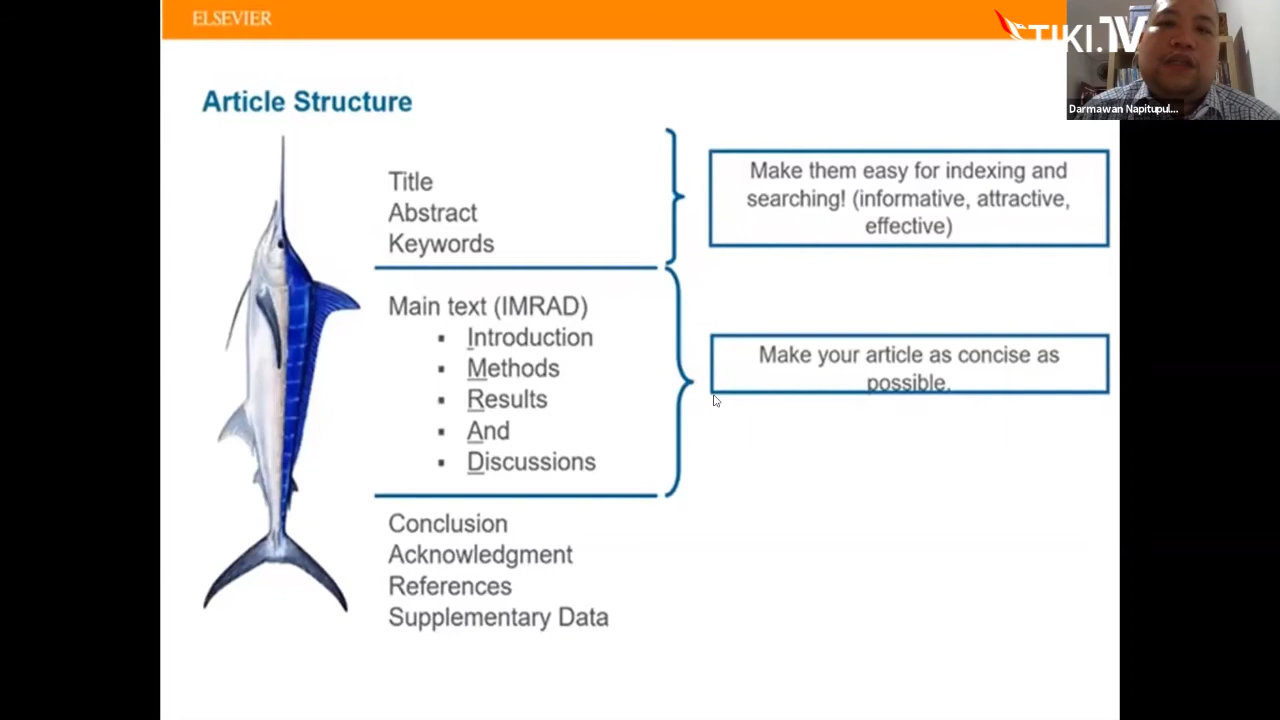 ELSEVIER
TIKI.TV
Darmawan Napitupul...
Article Structure
Title
Abstract
Keywords
Make them easy for indexing and
searching! (informative, attractive,
effective)
Main text (IMRAD)
▪ Introduction
▪ Methods
▪ Results
▪ And
▪ Discussions
Make your article as concise as
possible.
Conclusion
Acknowledgment
References
Supplementary Data